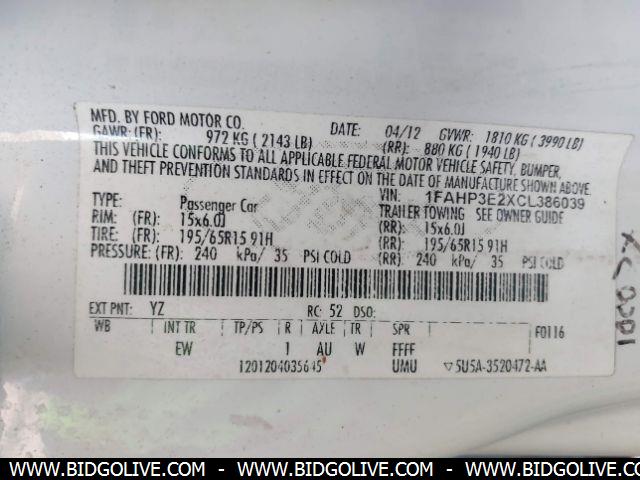 MFD. BY FORD MOTOR CO.
DATE: 04/12 GVWR: 1810 KG ( 3990 LB)
GAWR: (FR): 972 KG ( 2143 LB) (RR): 880 KG ( 1940 LB)
THIS VEHICLE CONFORMS TO ALL APPLICABLE FEDERAL MOTOR VEHICLE SAFETY, BUMPER,
AND THEFT PREVENTION STANDARDS IN EFFECT ON THE DATE OF MANUFACTURE SHOWN ABOVE.
VIN: 1FAHP3E2XCL386039
TYPE: Passenger Car TRAILER TOWING - SEE OWNER GUIDE
RIM: (FR) 15x6.0J (RR): 15x6.0J
TIRE: (FR) 195/65R15 91H (RR): 195/65R15 91H
PRESSURE: (FR): 240 kPa/ 35 PSI COLD (RR): 240 kPa/ 35 PSI COLD
EXT PNT: YZ RC: 52 DSO:
WB INT TR TP/PS R AXLE TR SPR F0116
EW 1 AU W FFFF
1201204035645 UMU ▽5U5A-3520472-AA
XC 0001
WWW.BIDGOLIVE.COM - WWW.BIDGOLIVE.COM - WWW.BIDGOLIVE.COM